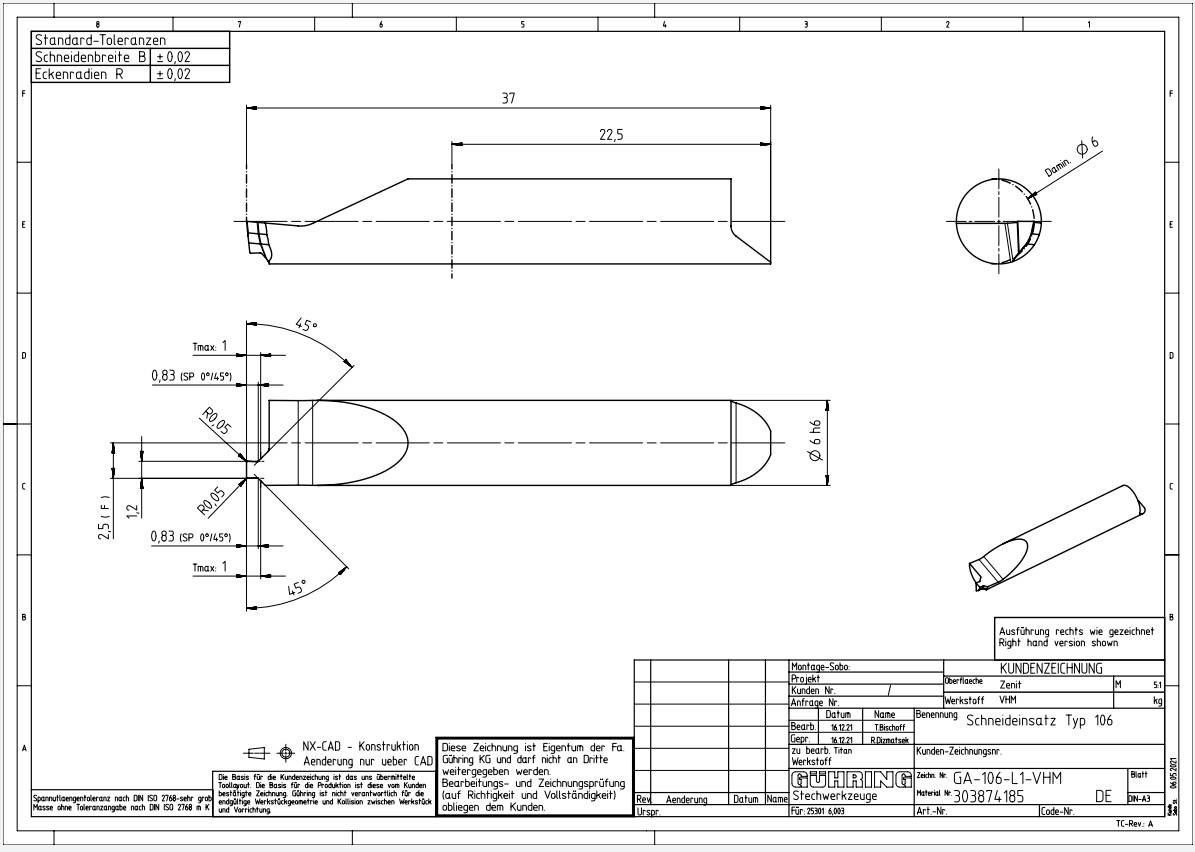 8 7 6 5 4 3 2 1
Standard-Toleranzen
Schneidenbreite B ± 0,02
Eckenradien R ± 0,02
F F
37
22,5
Damin. Ø 6
E E
45°
Tmax: 1
D D
0,83 (SP 0°/45°)
R0,05
Ø 6 h6
C C
2,5 ( F )
1,2
R0,05
0,83 (SP 0°/45°)
Tmax: 1
45°
B B
Ausführung rechts wie gezeichnet
Right hand version shown
Montage-Sobo:
KUNDENZEICHNUNG
Projekt
Kunden Nr. /
Anfrage Nr.
Oberflaeche Zenit M 5:1
Werkstoff VHM kg
Datum Name
Bearb. 16.12.21 T.Bischoff
Gepr. 16.12.21 R.Dizmatsek
Benennung Schneideinsatz Typ 106
zu bearb. Titan
Werkstoff
Kunden-Zeichnungsnr.
A A
GÜHRING
Stechwerkzeuge
Zeichn. Nr. GA-106-L1-VHM
Material Nr. 303874185 DE
Blatt
DIN-A3
Rev. Aenderung Datum Name
Urspr.
Für: 25301 6,003
Art.-Nr.
Code-Nr.
TC-Rev.: A
06.05.2021
NX-CAD - Konstruktion
Aenderung nur ueber CAD
Diese Zeichnung ist Eigentum der Fa.
Gühring KG und darf nicht an Dritte
weitergegeben werden.
Bearbeitungs- und Zeichnungsprüfung
(auf Richtigkeit und Vollständigkeit)
obliegen dem Kunden.
Die Basis für die Kundenzeichung ist das uns übermittelte
Toollayout. Die Basis für die Produktion ist diese vom Kunden
bestätigte Zeichnung. Gühring ist nicht verantwortlich für die
endgültige Werkstückgeometrie und Kollision zwischen Werkstück
und Vorrichtung.
Spannutlaengentoleranz nach DIN ISO 2768-sehr grob
Masse ohne Toleranzangabe nach DIN ISO 2768 m K